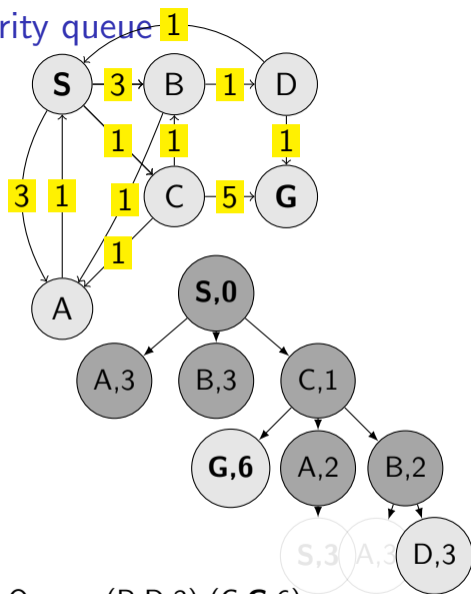 rity queue
1
S 3 B 1 D
1 1 1
3 1 1 C 5 G
1
A
S,0
A,3 B,3 C,1
G,6 A,2 B,2
S,3 A,3 D,3